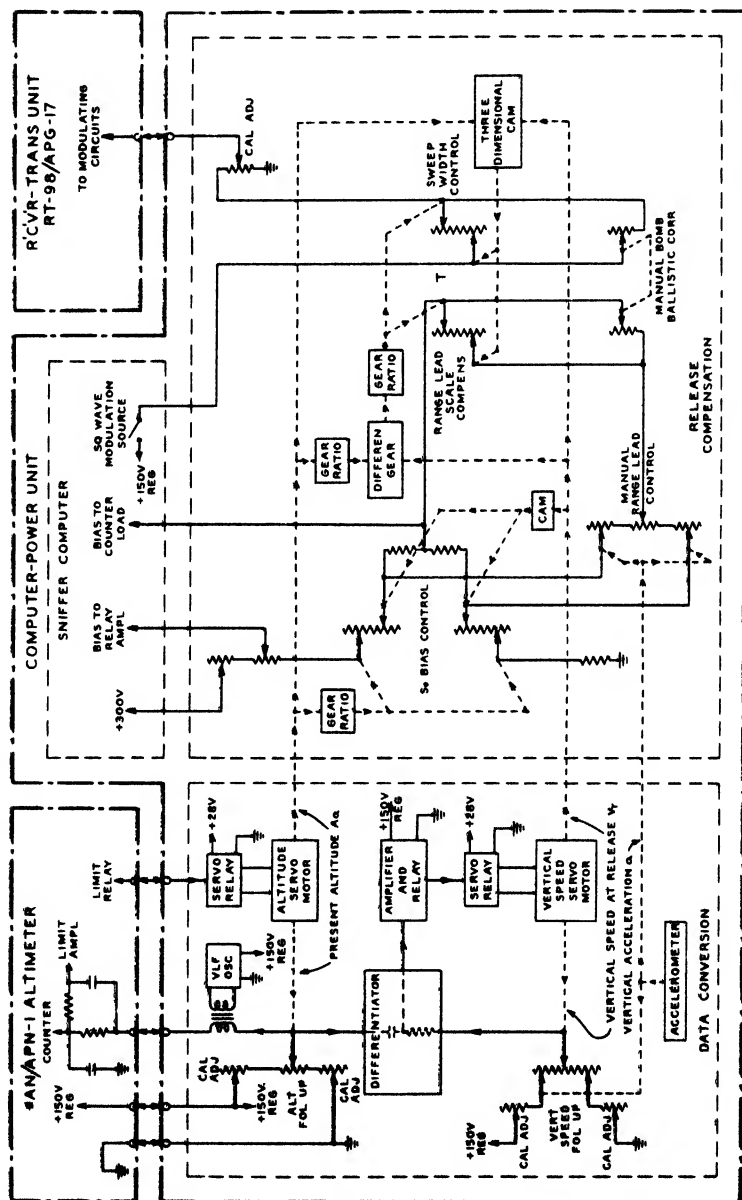 #AN/APN-1 ALTIMETER
COUNTER
LIMIT AMPL
LIMIT RELAY
+150V REG
COMPUTER-POWER UNIT
SNIFFER COMPUTER
+300V
BIAS TO RELAY AMPL
BIAS TO COUNTER LOAD
+150V REG
SQ WAVE MODULATION SOURCE
R'C'V'R-TRANS UNIT
RT-98/APG-17
TO MODULATING CIRCUITS
CAL ADJ
CAL ADJ
+150V REG
ALT FOL UP
CAL ADJ
VLF OSC
+150V REG
SERVO RELAY
+28V
ALTITUDE SERVO MOTOR
PRESENT ALTITUDE Aa
DIFFERENTIATOR
AMPLIFIER AND RELAY
+150V REG
SERVO RELAY
+28V
VERTICAL SPEED SERVO MOTOR
VERTICAL SPEED AT RELEASE Vr
VERTICAL ACCELERATION a
+150V REG
CAL ADJ
VERT SPEED FOL UP
CAL ADJ
ACCELEROMETER
DATA CONVERSION
GEAR RATIO
S₀ BIAS CONTROL
CAM
GEAR RATIO
DIFFEREN GEAR
GEAR RATIO
RANGE LEAD SCALE COMPENS
T
SWEEP WIDTH CONTROL
THREE DIMENSIONAL CAM
MANUAL RANGE LEAD CONTROL
MANUAL BOMB BALLISTIC CORR
RELEASE COMPENSATION